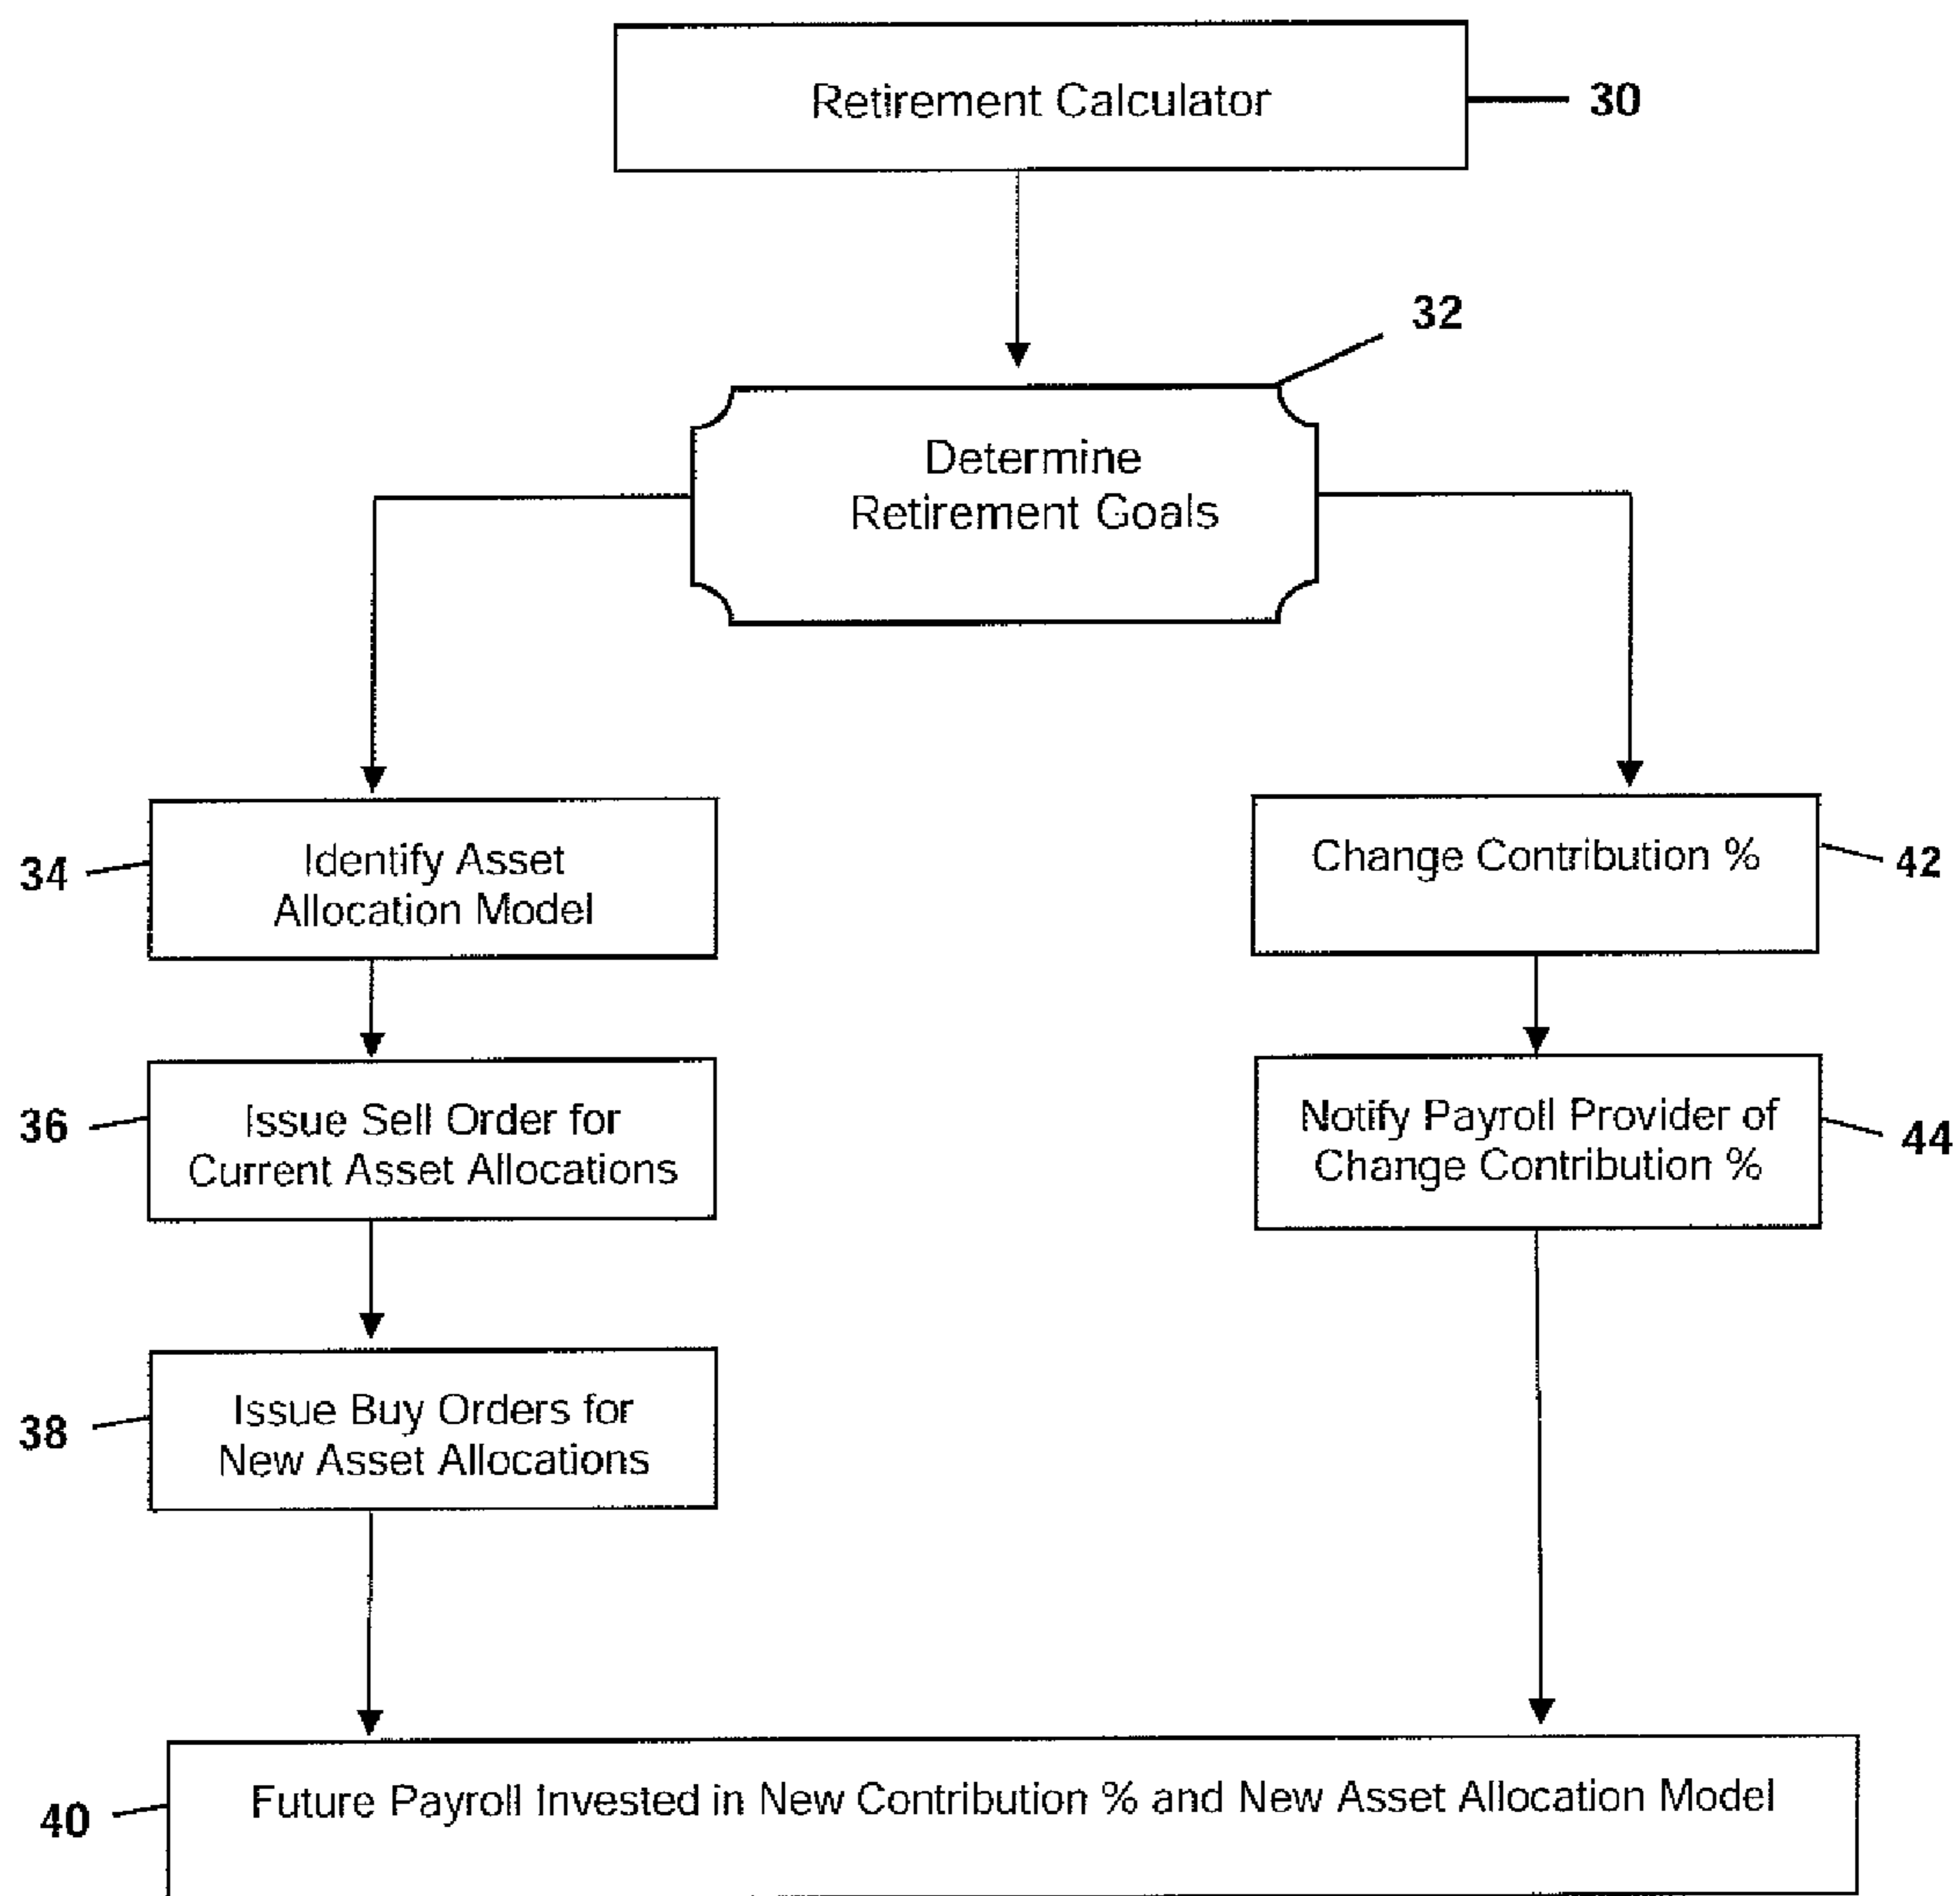 Retirement Calculator
30
32
Determine
Retirement Goals
34
Identify Asset
Allocation Model
Change Contribution %
42
36
Issue Sell Order for
Current Asset Allocations
Notify Payroll Provider of
Change Contribution %
44
38
Issue Buy Orders for
New Asset Allocations
40
Future Payroll Invested in New Contribution % and New Asset Allocation Model